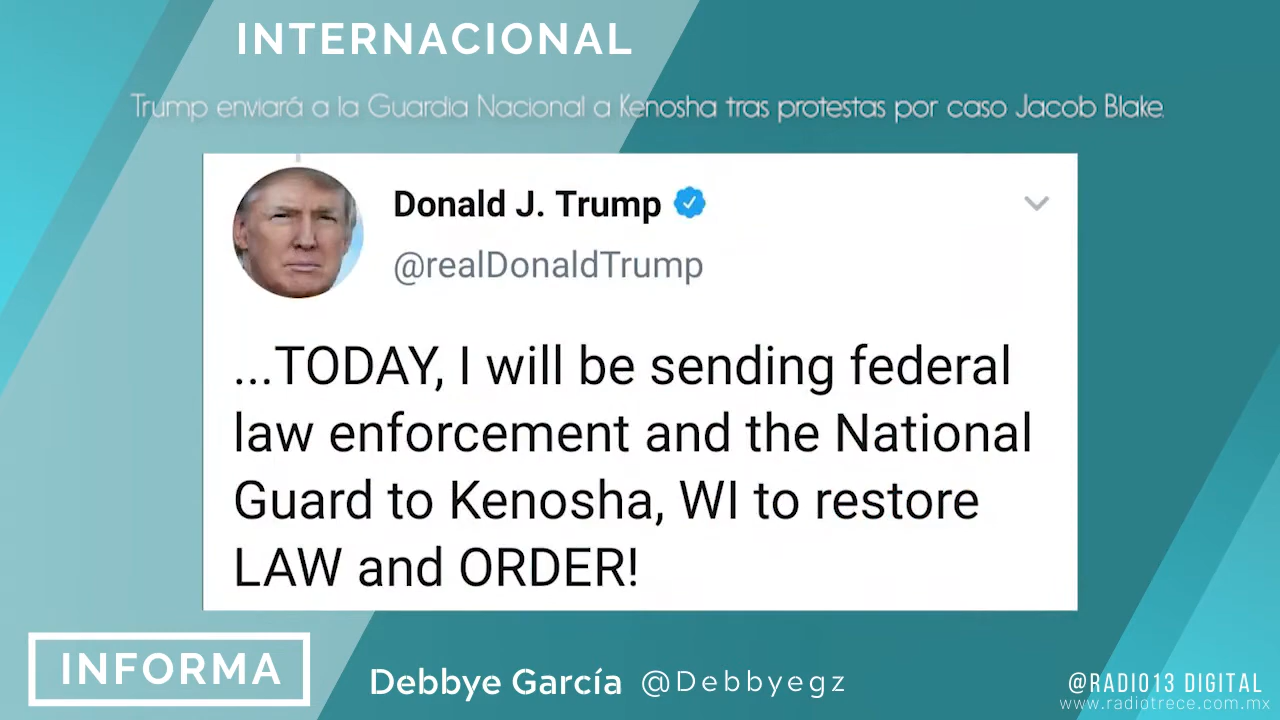 INTERNACIONAL
Trump enviará a la Guardia Nacional a Kenosha tras protestas por caso Jacob Blake.
Donald J. Trump
@realDonaldTrump
...TODAY, I will be sending federal
law enforcement and the National
Guard to Kenosha, WI to restore
LAW and ORDER!
INFORMA
Debbye García @Debbyegz
@RADIO13 DIGITAL
www.radiotrece.com.mx